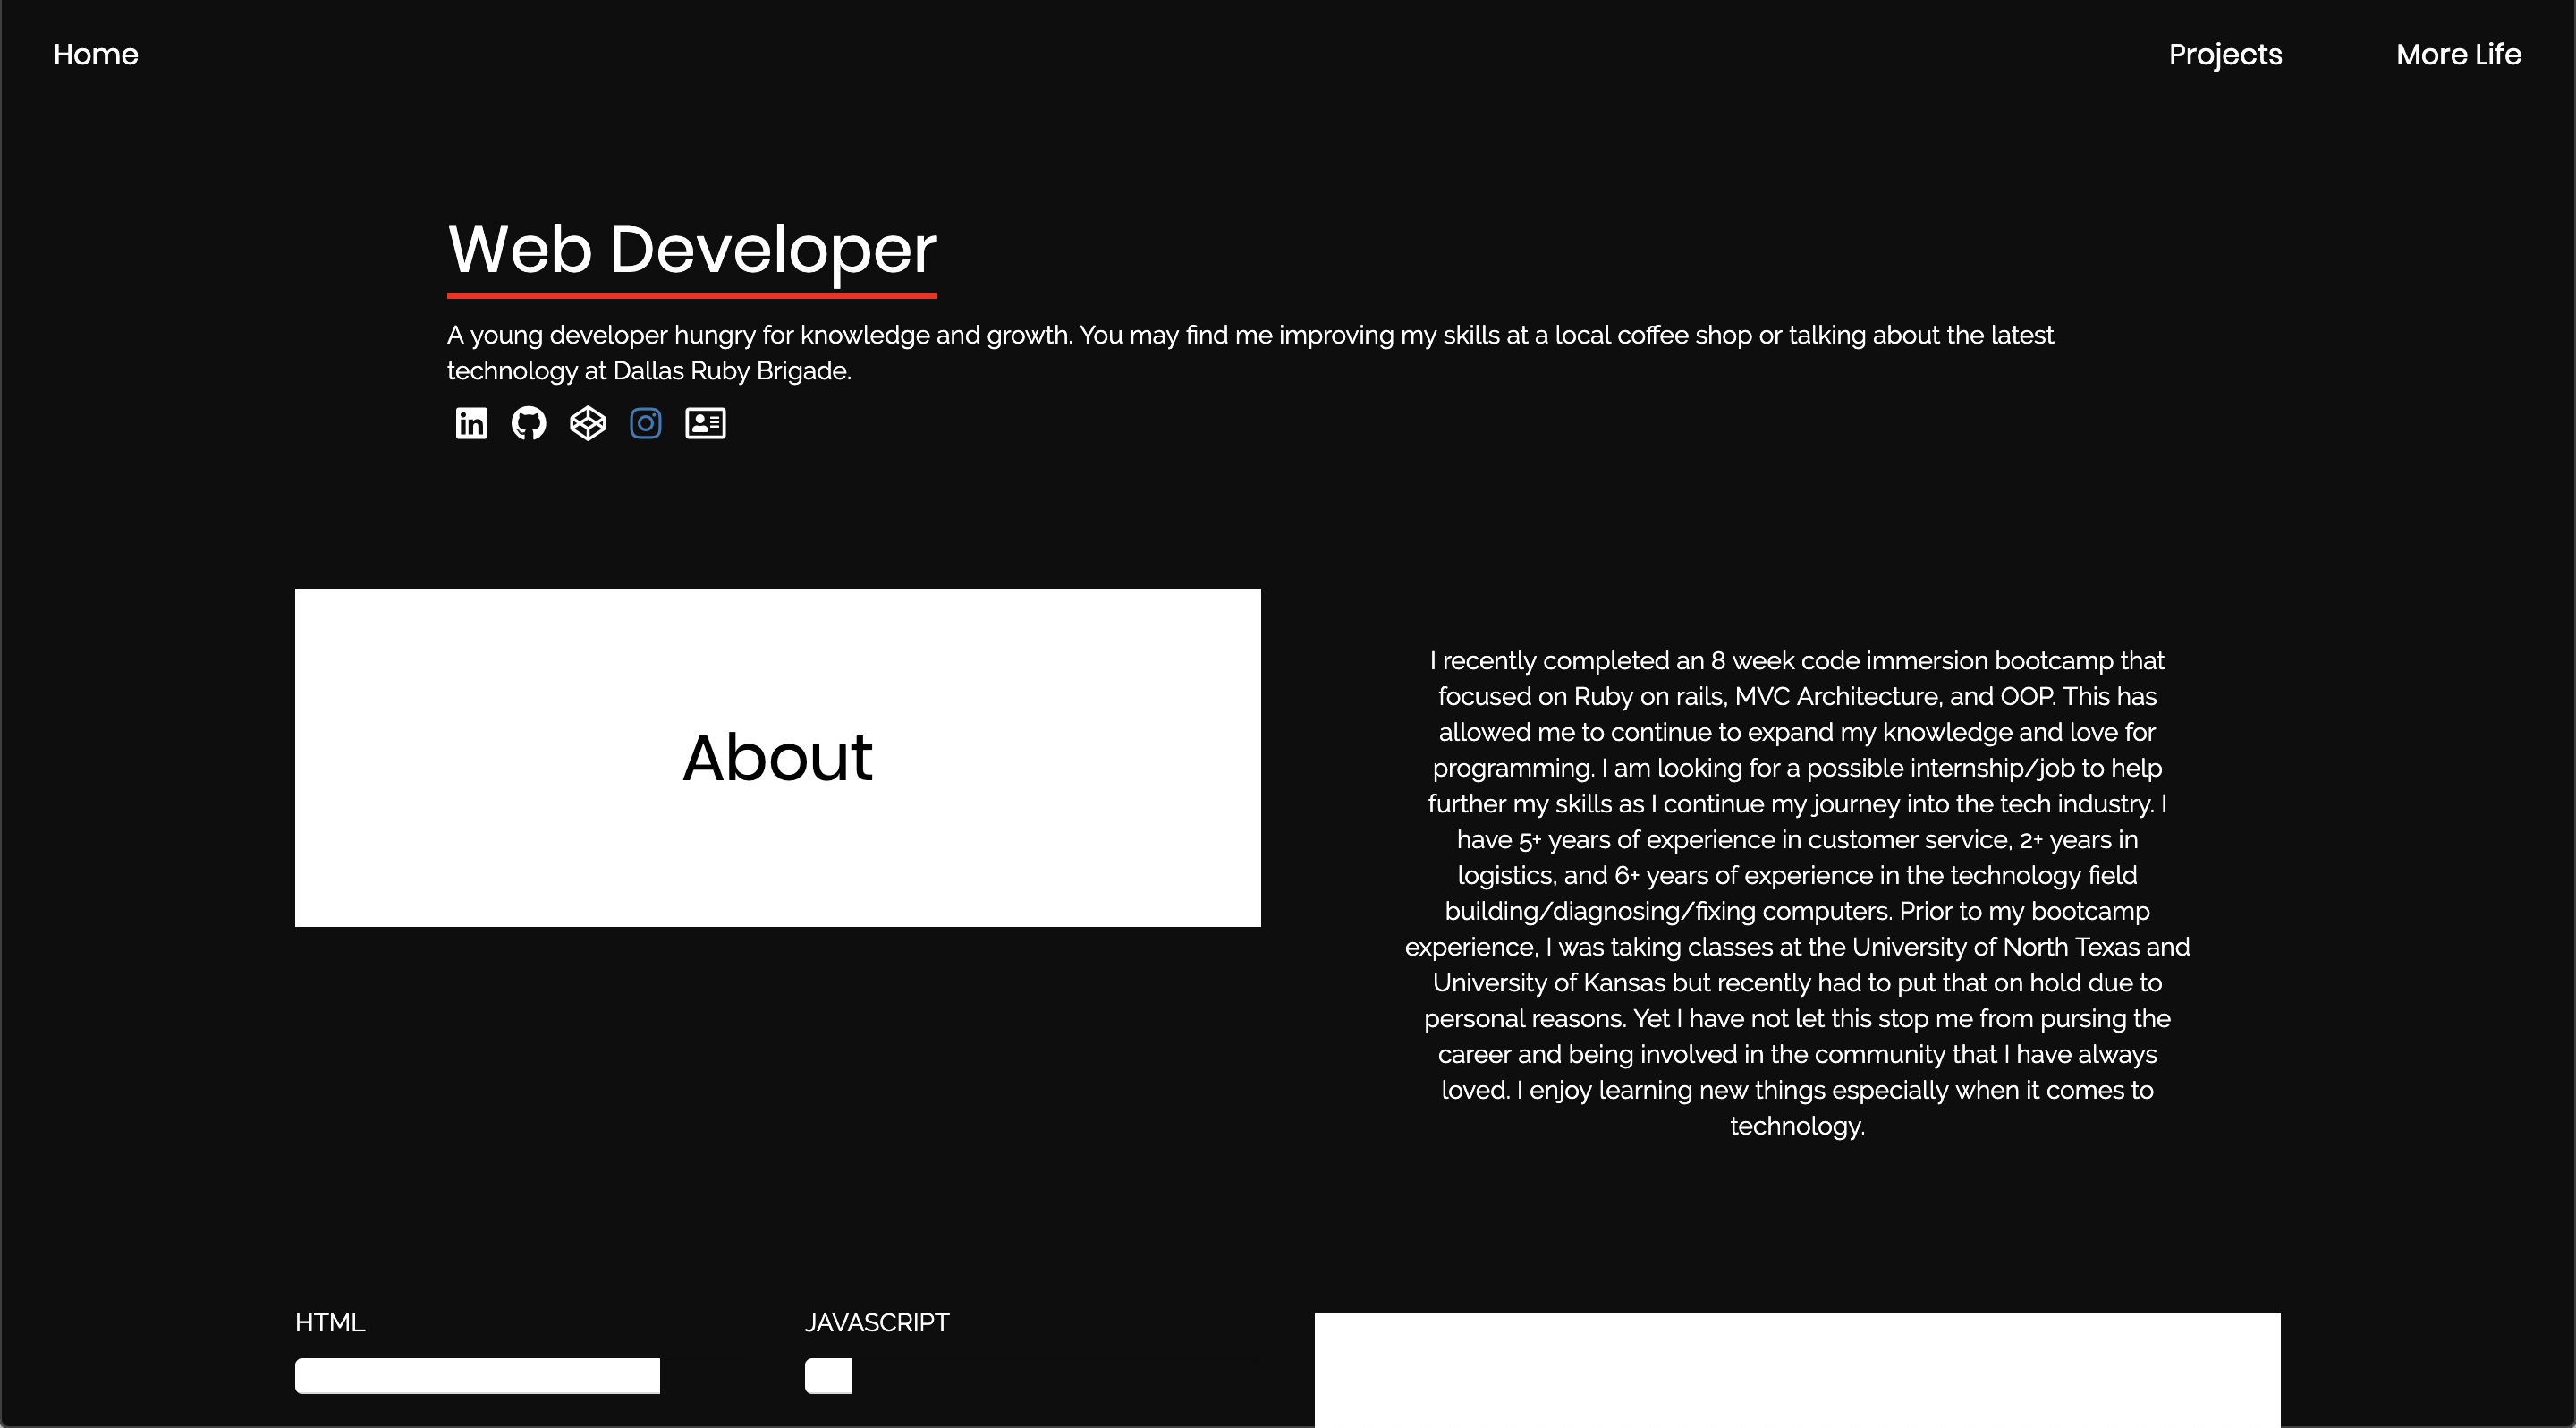 Home
Projects
More Life
Web Developer
A young developer hungry for knowledge and growth. You may find me improving my skills at a local coffee shop or talking about the latest
technology at Dallas Ruby Brigade.
in
About
I recently completed an 8 week code immersion bootcamp that
focused on Ruby on rails, MVC Architecture, and OOP. This has
allowed me to continue to expand my knowledge and love for
programming. I am looking for a possible internship/job to help
further my skills as I continue my journey into the tech industry. I
have 5+ years of experience in customer service, 2+ years in
logistics, and 6+ years of experience in the technology field
building/diagnosing/fixing computers. Prior to my bootcamp
experience, I was taking classes at the University of North Texas and
University of Kansas but recently had to put that on hold due to
personal reasons. Yet I have not let this stop me from pursing the
career and being involved in the community that I have always
loved. I enjoy learning new things especially when it comes to
technology.
HTML
JAVASCRIPT